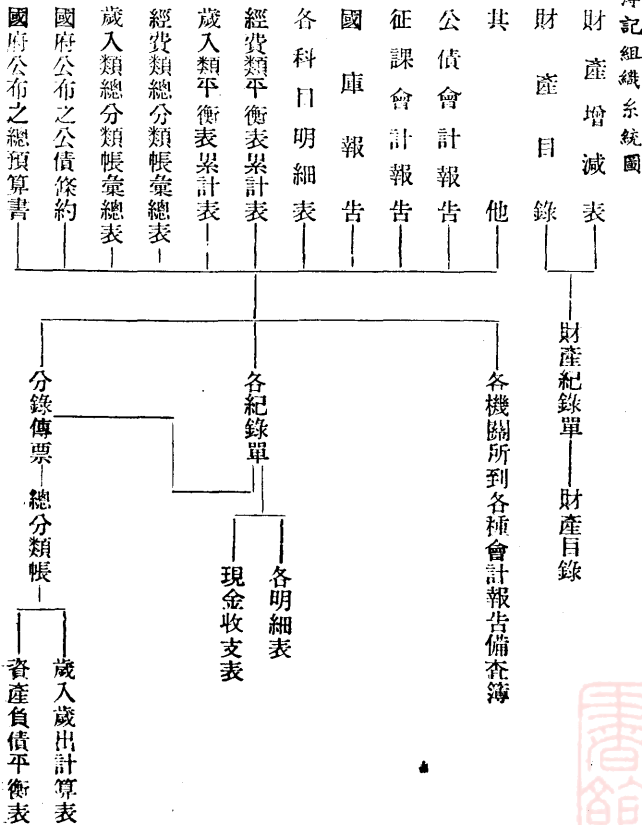 簿記組織系統圖
財產增減表
財產目錄
其他
公債會計報告
征課會計報告
國庫報告
各科目明細表
經費類平衡表累計表
歲入類平衡表累計表
經費類總分類帳彙總表
歲入類總分類帳彙總表
國府公布之公債條約
國府公布之總預算書
財產紀錄單
財產目錄
各機關所到各種會計報告備查簿
各紀錄單
各明細表
現金收支表
分錄傳票
總分類帳
歲入歲出計算表
資產負債平衡表